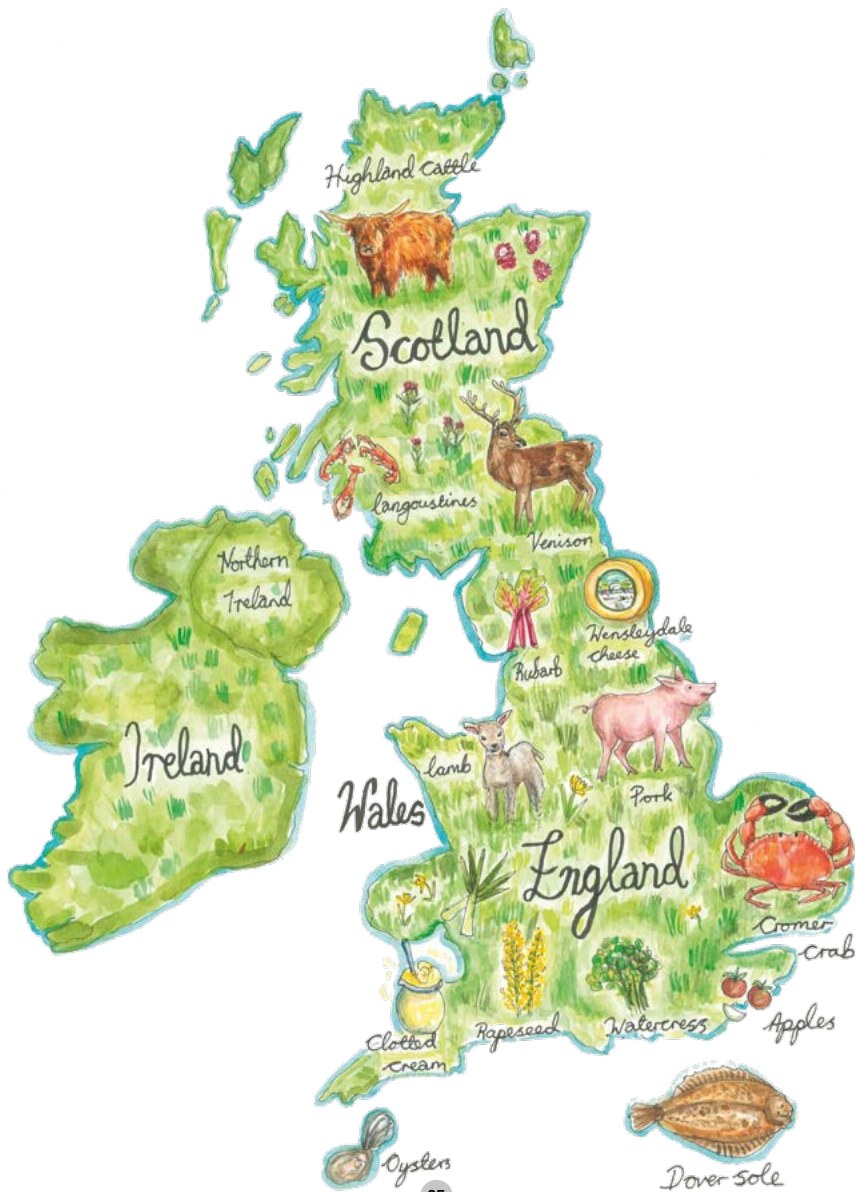 Highland Cattle
Scotland
langoustines
Venison
Northern
Ireland
Wensleydale
cheese
Rubarb
Ireland
lamb
Wales
Pork
England
Cromer
Crab
Clotted
cream
Rapeseed
Watercress
Apples
Oysters
Dover sole